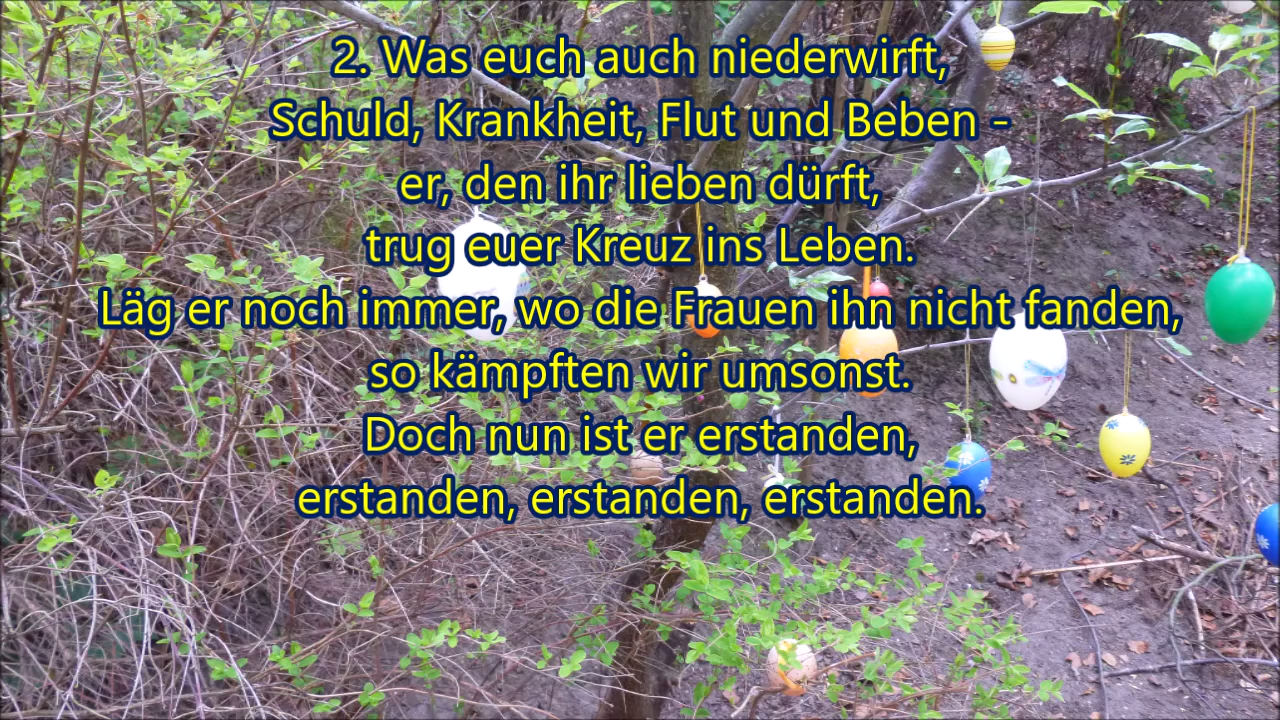 2. Was euch auch niederwirft,
Schuld, Krankheit, Flut und Beben -
er, den ihr lieben dürft,
trug euer Kreuz ins Leben.
Läg er noch immer, wo die Frauen ihn nicht fanden,
so kämpften wir umsonst.
Doch nun ist er erstanden,
erstanden, erstanden, erstanden.